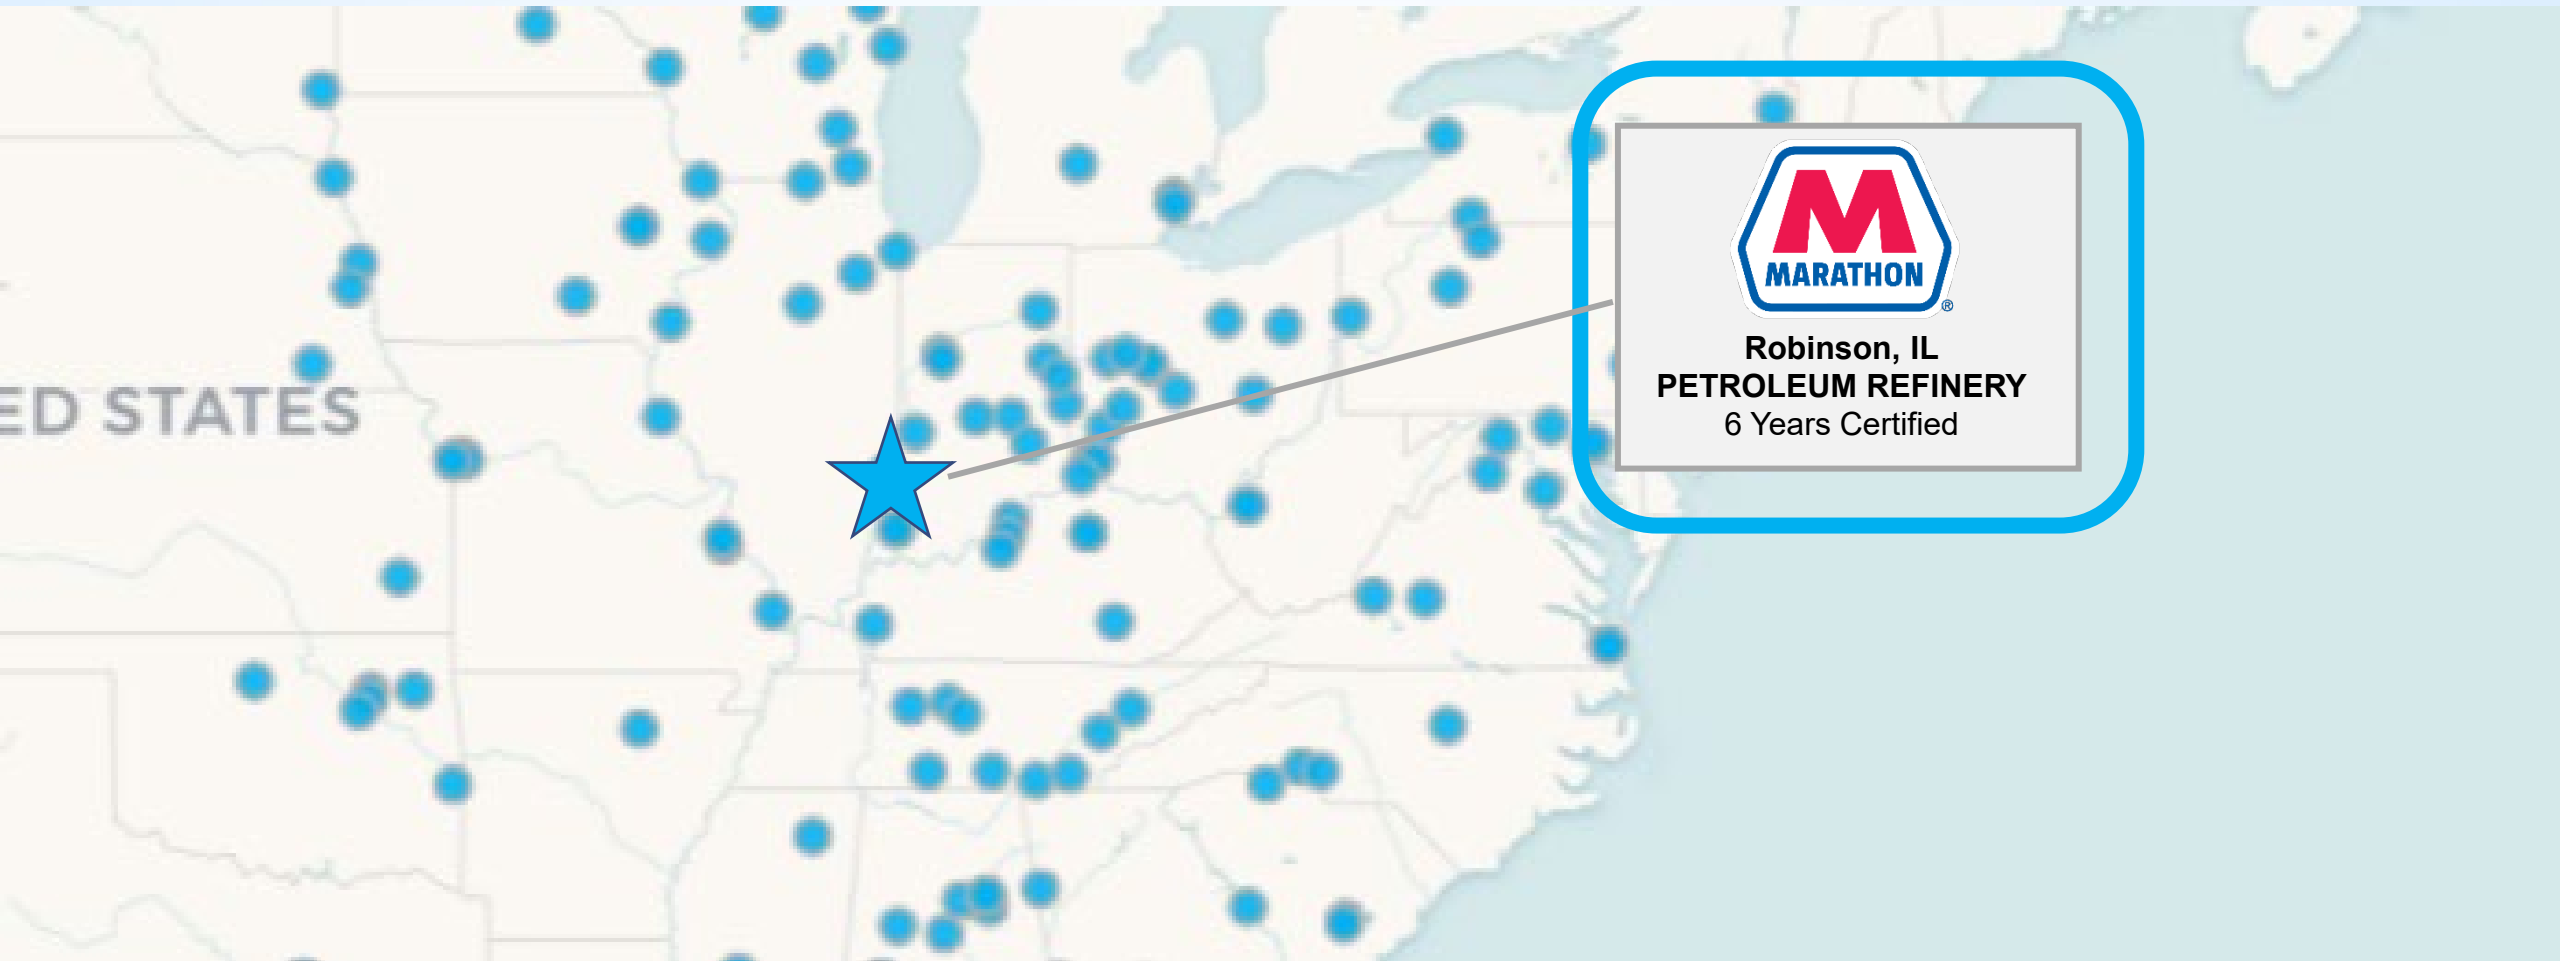 ED STATES
M
MARATHON
®
Robinson, IL
PETROLEUM REFINERY
6 Years Certified